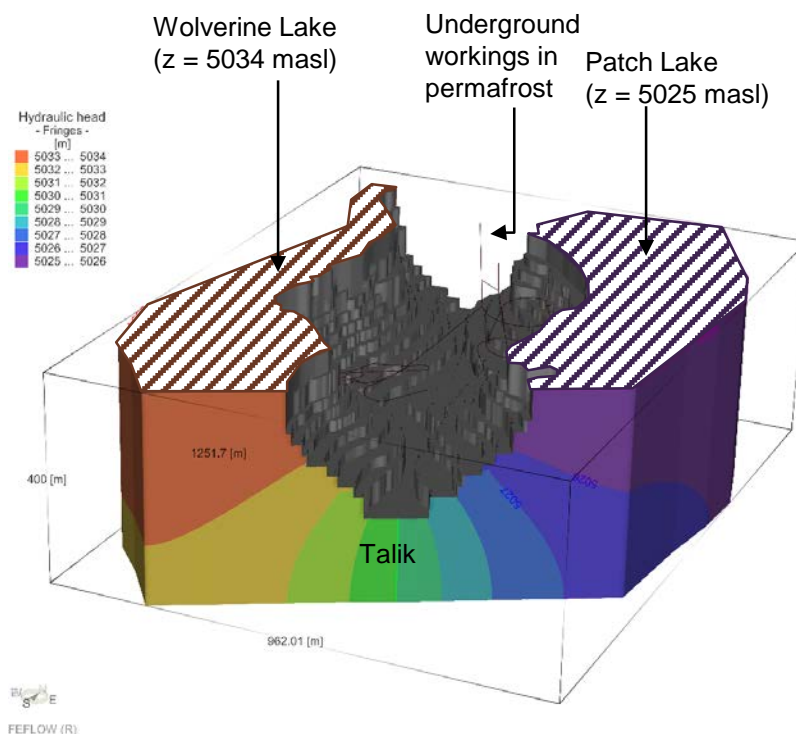 Wolverine Lake
(z = 5034 masl)
Underground
workings in
permafrost
Patch Lake
(z = 5025 masl)
Hydraulic head
- Fringes -
[m]
5033 ... 5034
5032 ... 5033
5031 ... 5032
5030 ... 5031
5029 ... 5030
5028 ... 5029
5027 ... 5028
5026 ... 5027
5025 ... 5026
1251.7 [m]
400 [m]
5026
5027
Talik
962.01 [m]
S E
FEFLOW (R)